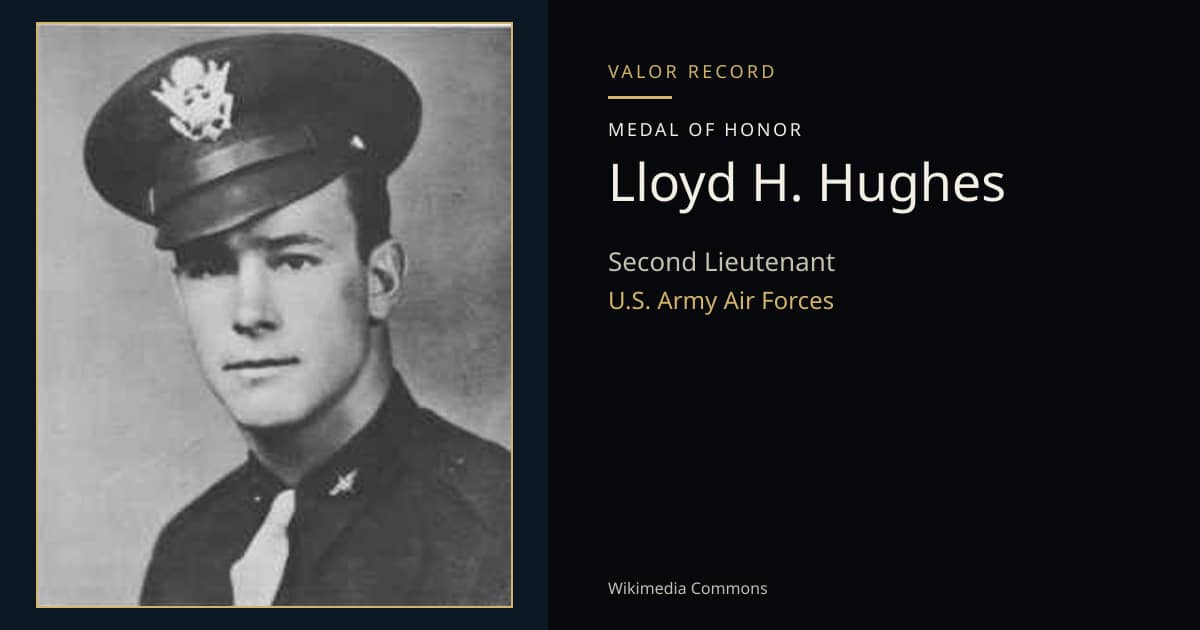 VALOR RECORD
MEDAL OF HONOR
Lloyd H. Hughes
Second Lieutenant
U.S. Army Air Forces
Wikimedia Commons